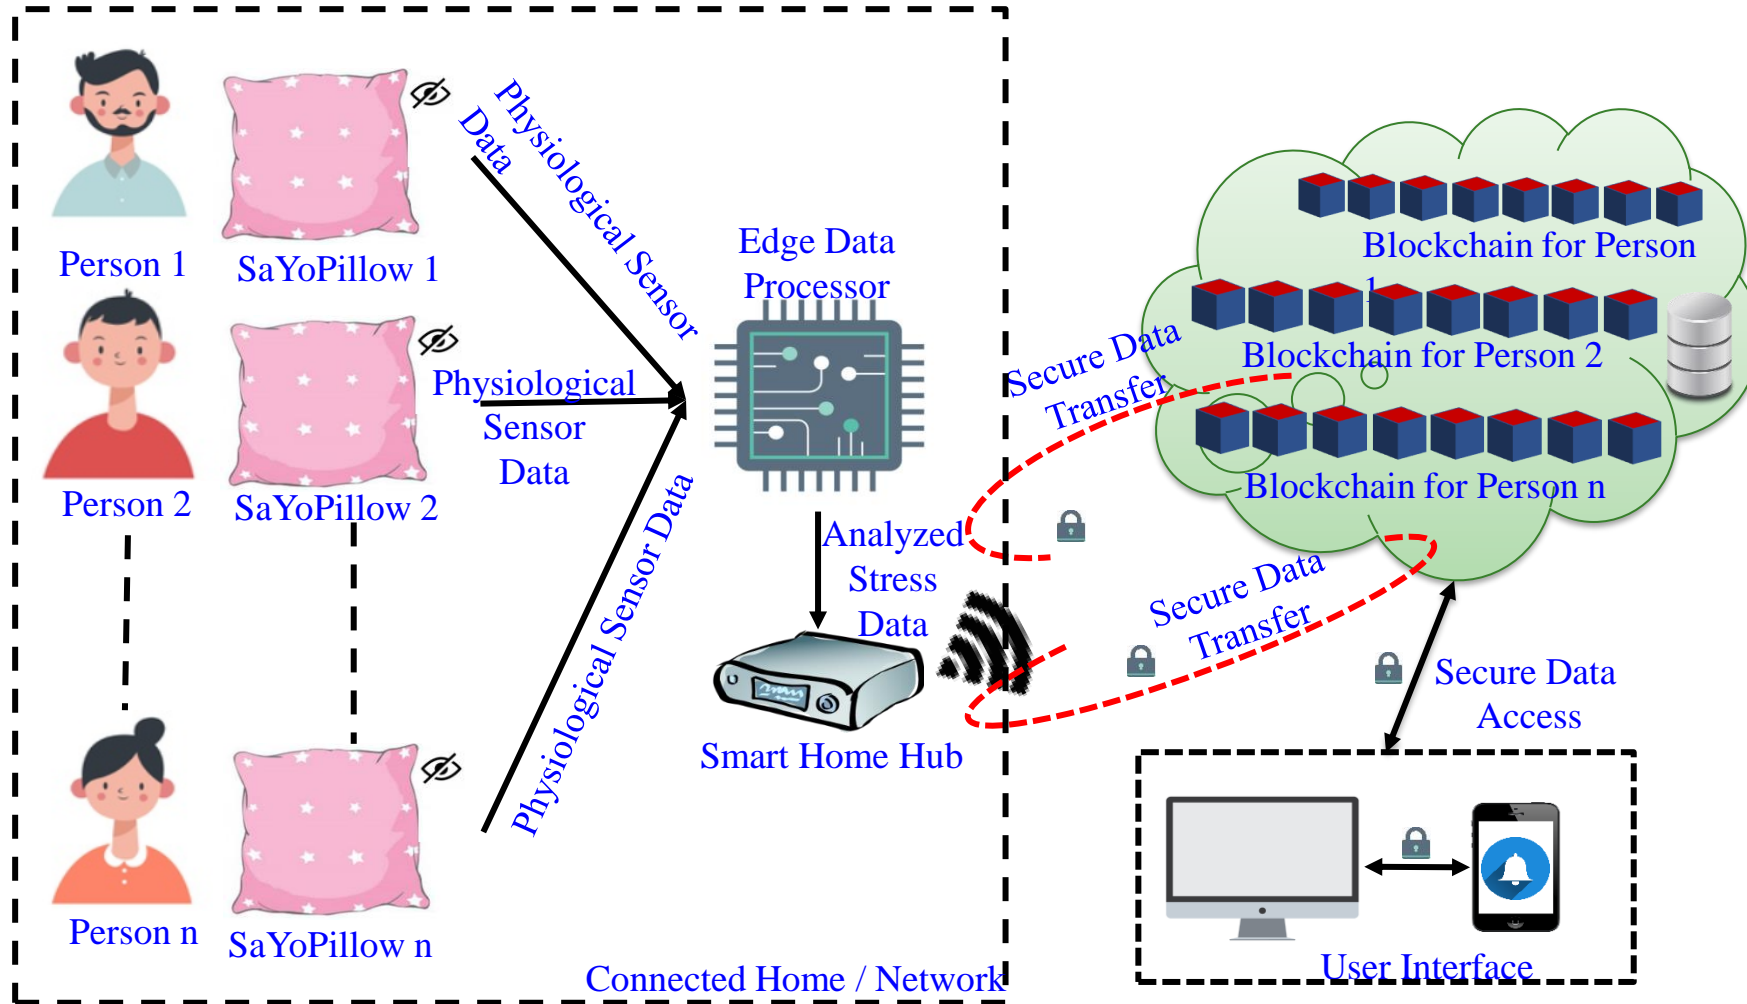 Person 1
SaYoPillow 1
Physiological Sensor
Data
Person 2
SaYoPillow 2
Physiological
Sensor
Data
Person n
SaYoPillow n
Physiological Sensor Data
Edge Data
Processor
Analyzed
Stress
Data
Smart Home Hub
Connected Home / Network
Secure Data
Transfer
Secure Data
Transfer
Blockchain for Person
1
Blockchain for Person 2
Blockchain for Person n
Secure Data
Access
User Interface